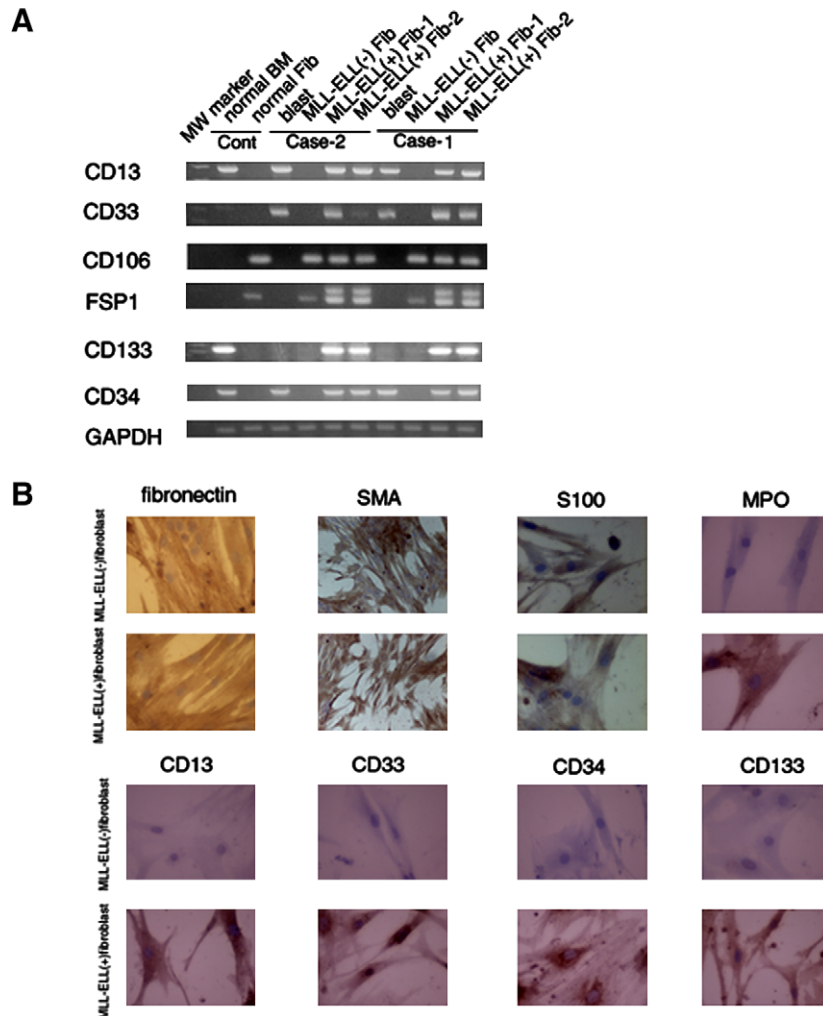 A
MW marker
normal BM
normal Fib
blast
MLL-ELL(-) Fib
MLL-ELL(+) Fib-1
MLL-ELL(+) Fib-2
blast
MLL-ELL(-) Fib
MLL-ELL(+) Fib-1
MLL-ELL(+) Fib-2
Cont
Case-2
Case-1
CD13
CD33
CD106
FSP1
CD133
CD34
GAPDH
B
fibronectin
SMA
S100
MPO
MLL-ELL(-)fibroblast
MLL-ELL(+)fibroblast
CD13
CD33
CD34
CD133
MLL-ELL(-)fibroblast
MLL-ELL(+)fibroblast